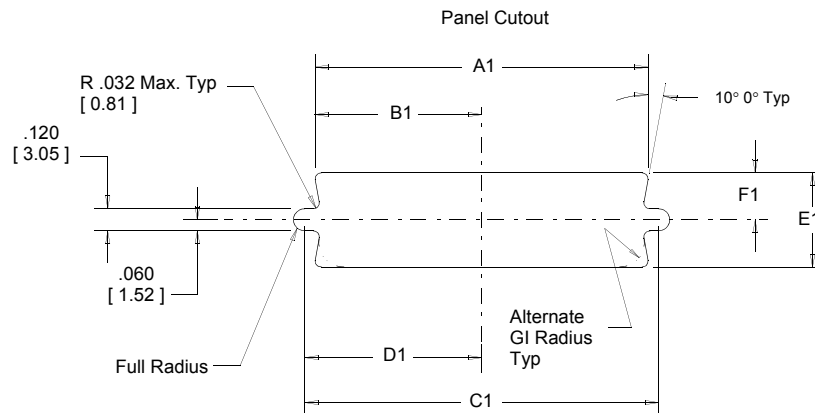 Panel Cutout
A1
R .032 Max. Typ
[ 0.81 ]
10° 0° Typ
B1
.120
[ 3.05 ]
F1
E1
.060
[ 1.52 ]
Alternate
GI Radius
Typ
Full Radius
D1
C1